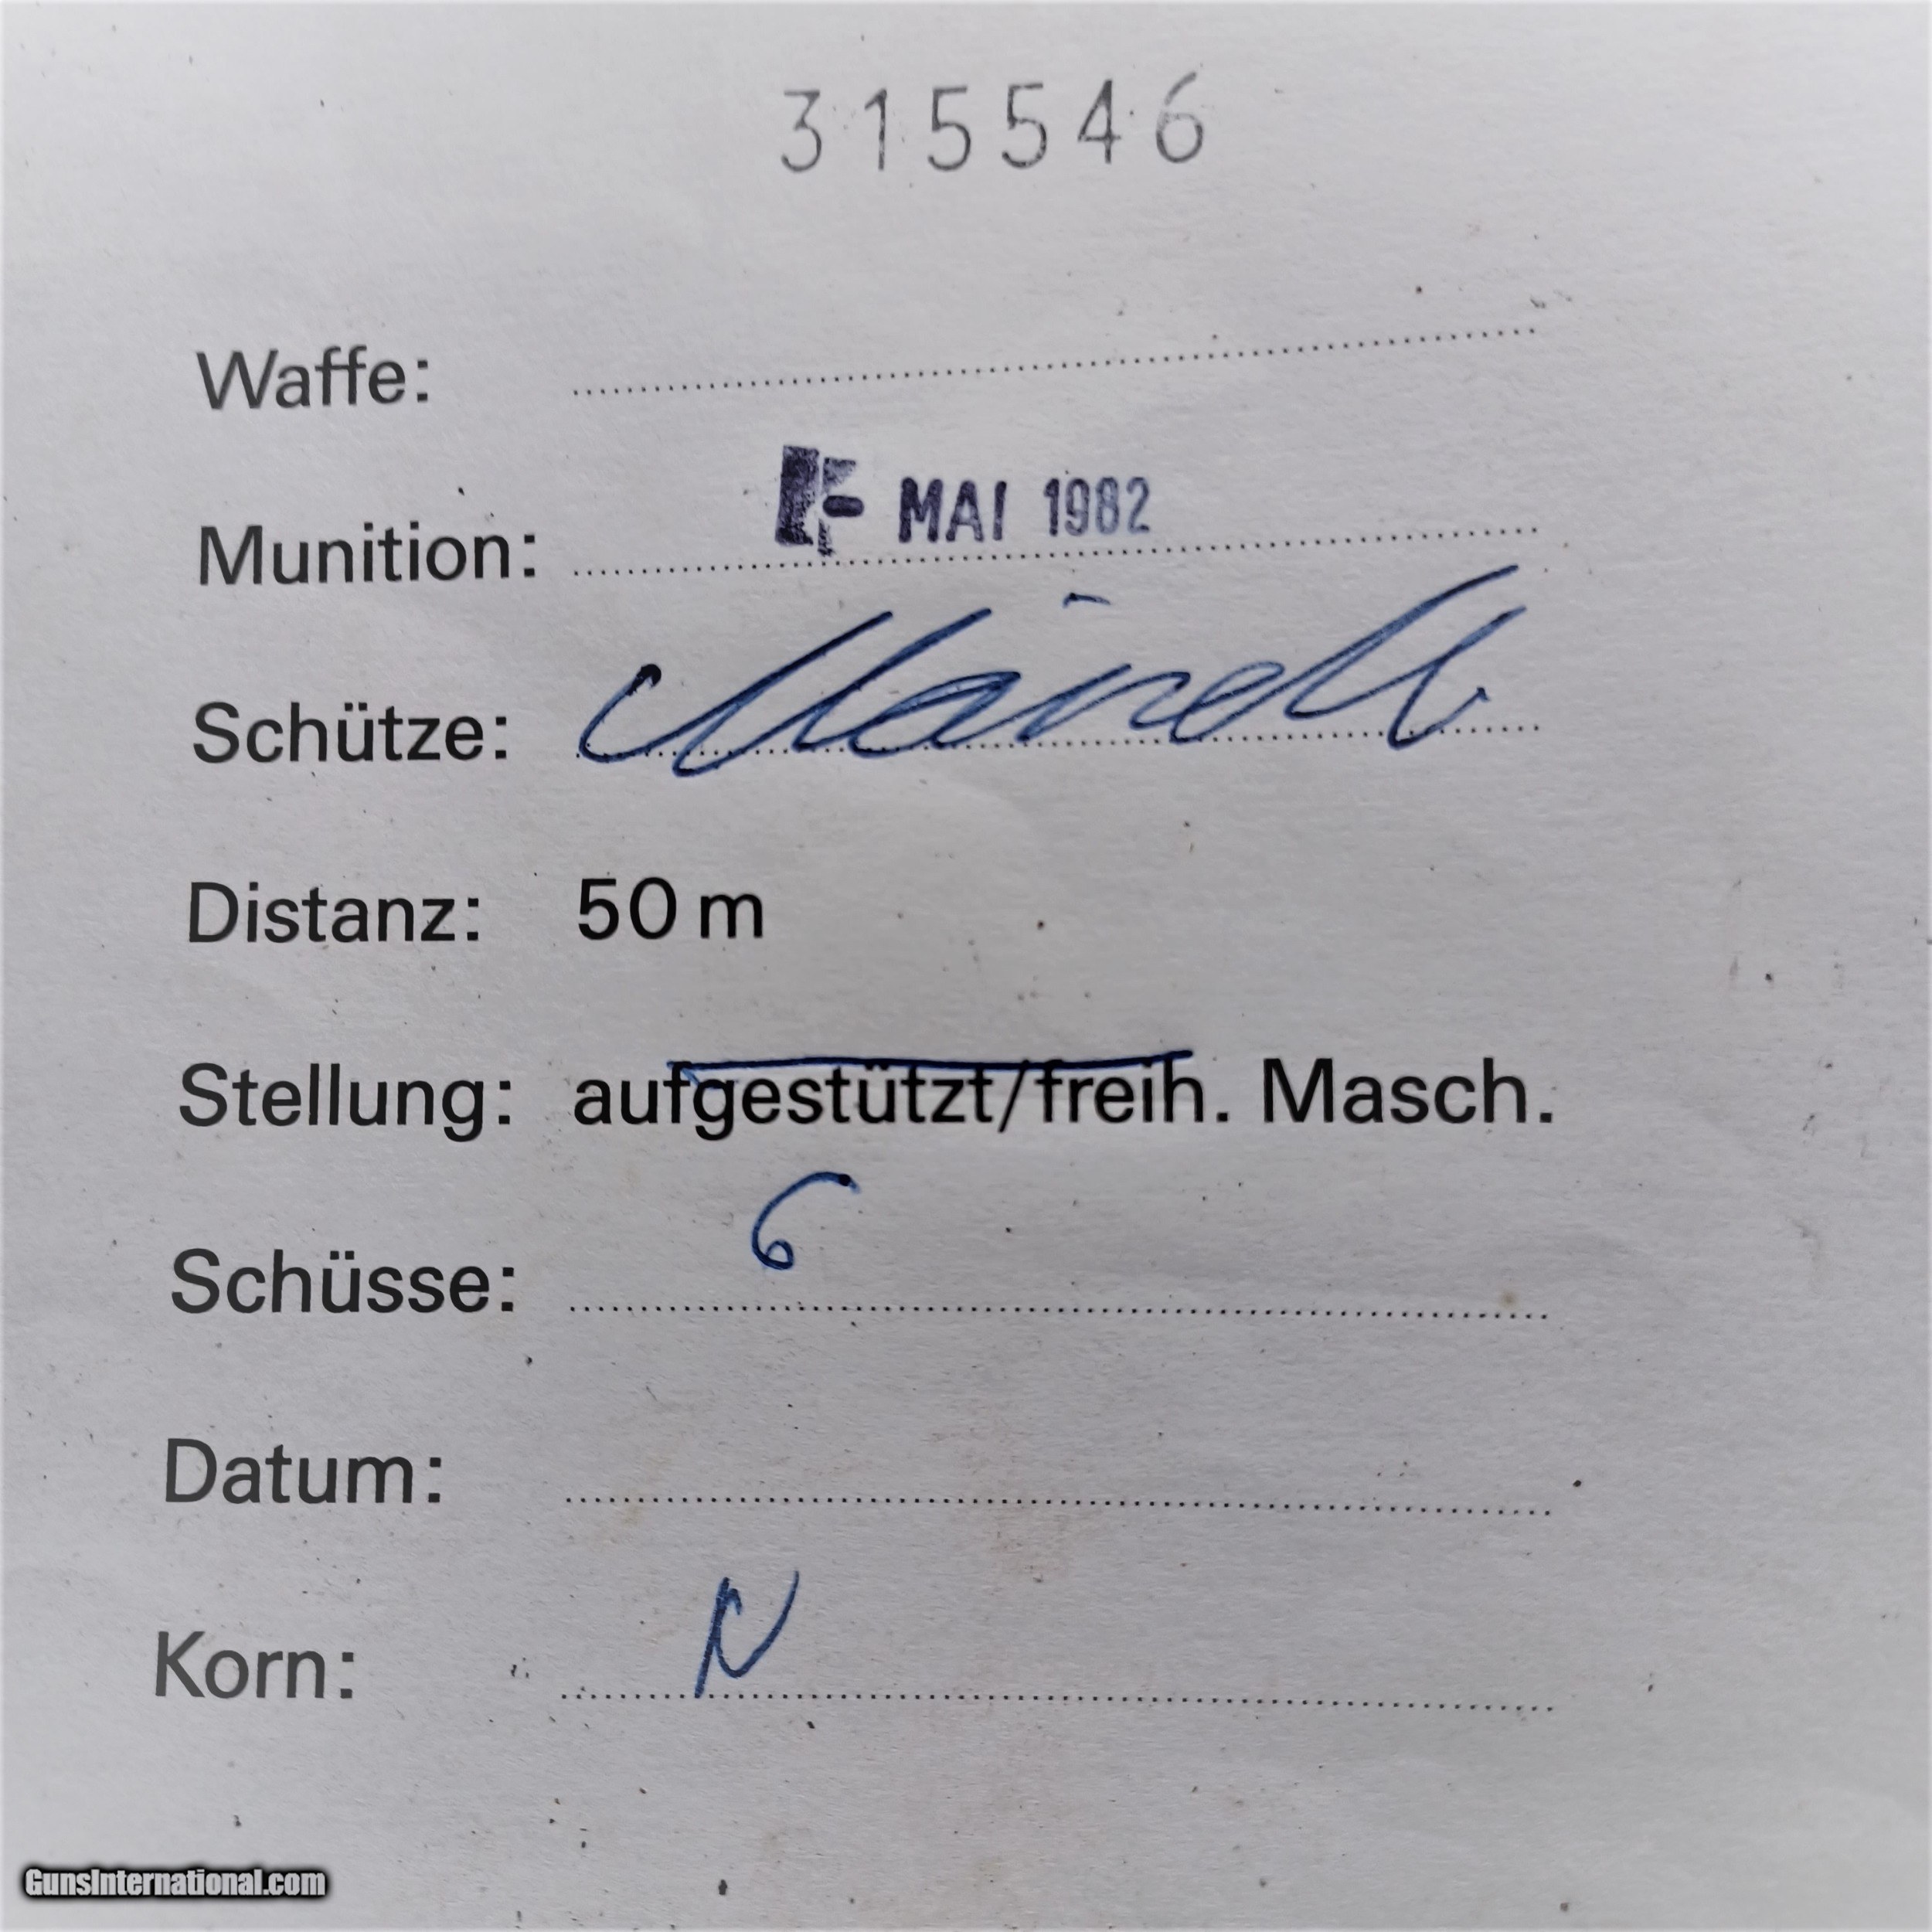 315546
Waffe:
- MAI 1982
Munition:
Schütze:
Distanz: 50 m
Stellung: aufgestützt/freih. Masch.
Schüsse: 6
Datum:
Korn: N
GunsInternational.com